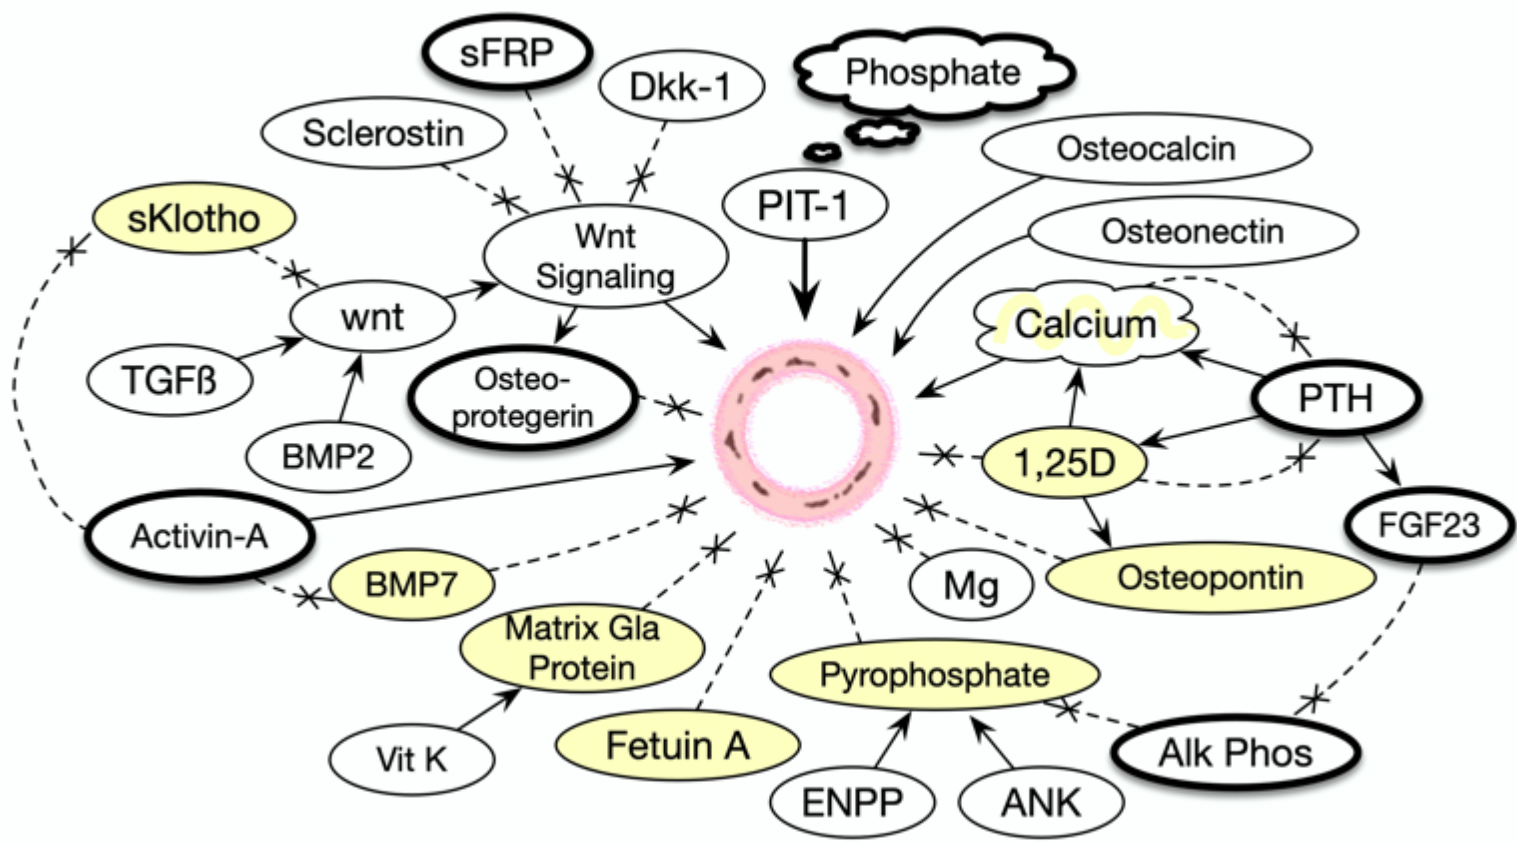 sFRP
Dkk-1
Phosphate
Sclerostin
Osteocalcin
sKlotho
PIT-1
Osteonectin
Wnt
Signaling
wnt
Calcium
TGFß
Osteo-
protegerin
PTH
BMP2
1,25D
Activin-A
FGF23
BMP7
Mg
Osteopontin
Matrix Gla
Protein
Pyrophosphate
Vit K
Fetuin A
Alk Phos
ENPP
ANK